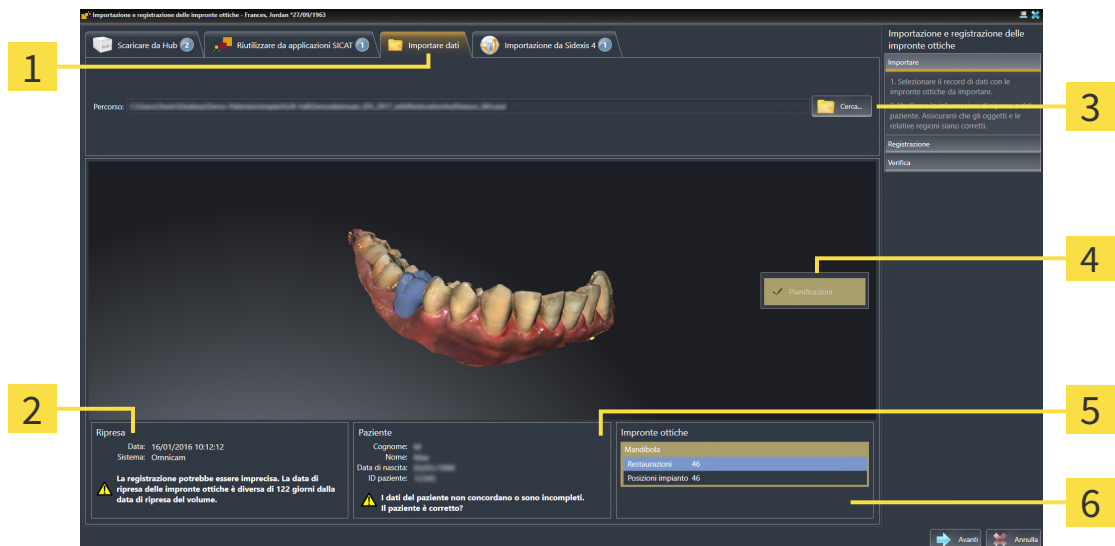 Importazione e registrazione delle impronte ottiche - Frances, Jordan *27/09/1963
Scaricare da Hub 2
Riutilizzare da applicazioni SICAT 1
Importare dati
Importazione da Sidexis 4 1
Importazione e registrazione delle
impronte ottiche
Importare
1. Selezionare il record di dati con le
impronte ottiche da importare.
paziente. Assicurarsi che gli oggetti e le
relative regioni siano corretti.
Registrazione
Verifica
1
Percorso:
Cerca...
3
4
Pianificazioni
2
Ripresa
Data: 16/01/2016 10:12:12
Sistema: Omnicam
La registrazione potrebbe essere imprecisa. La data di
ripresa delle impronte ottiche è diversa di 122 giorni dalla
data di ripresa del volume.
Paziente
Cognome:
Nome:
Data di nascita:
ID paziente:
I dati del paziente non concordano o sono incompleti.
Il paziente è corretto?
5
Impronte ottiche
Mandibola
Restaurazioni 46
Posizioni impianto 46
6
Avanti
Annulla